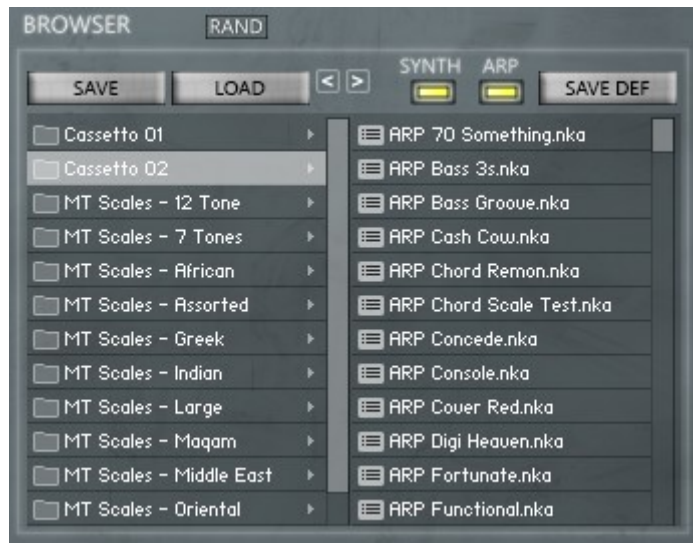 BROWSER RAND
SYNTH ARP
SAVE LOAD < > SAVE DEF
Cassetto 01
Cassetto 02
MT Scales - 12 Tone
MT Scales - 7 Tones
MT Scales - African
MT Scales - Assorted
MT Scales - Greek
MT Scales - Indian
MT Scales - Large
MT Scales - Maqam
MT Scales - Middle East
MT Scales - Oriental
ARP 70 Something.nka
ARP Bass 3s.nka
ARP Bass Groove.nka
ARP Cash Cow.nka
ARP Chord Remon.nka
ARP Chord Scale Test.nka
ARP Concede.nka
ARP Console.nka
ARP Cover Red.nka
ARP Digi Heaven.nka
ARP Fortunate.nka
ARP Functional.nka